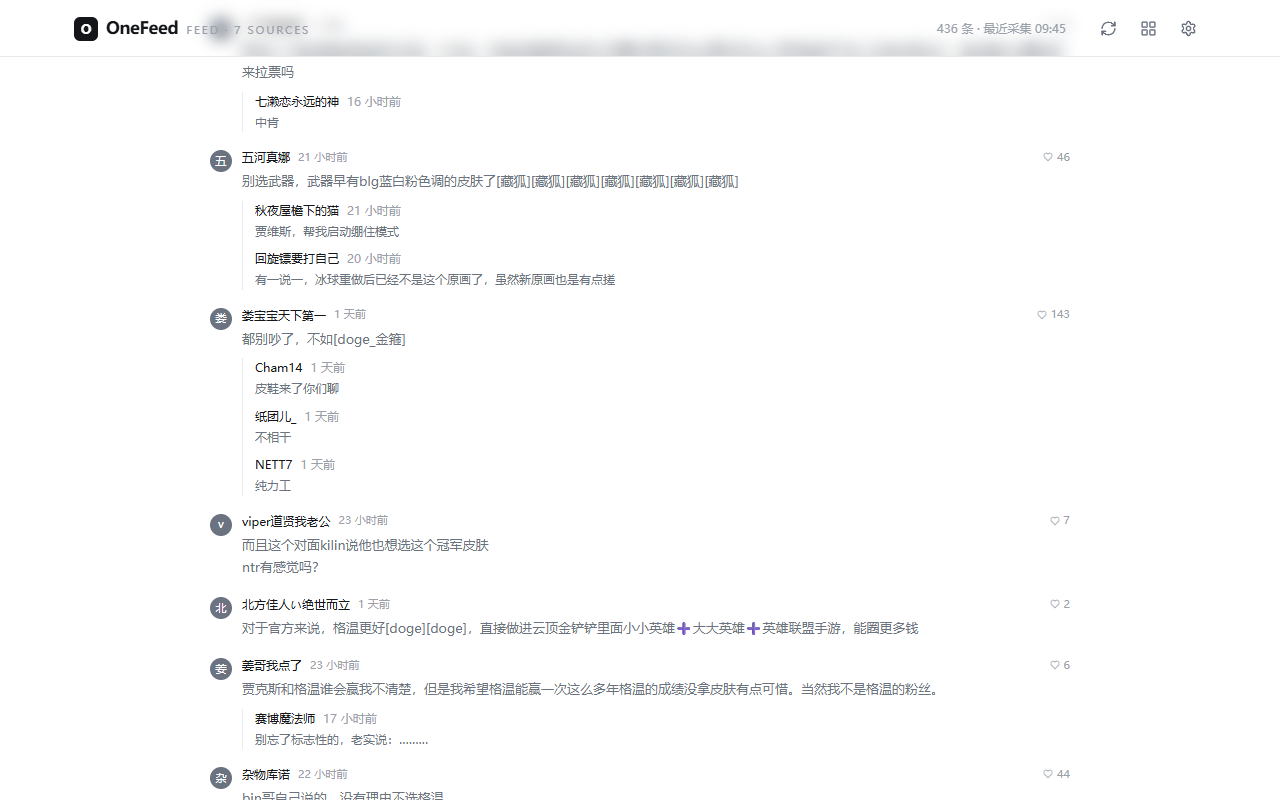 O OneFeed FEED · 7 SOURCES 436 条 · 最近采集 09:45
来拉票吗
七濑恋永远的神 16 小时前
中肯
五 五河真娜 21 小时前 46
别选武器，武器早有blg蓝白粉色调的皮肤了[藏狐][藏狐][藏狐][藏狐][藏狐][藏狐][藏狐]
秋夜屋檐下的猫 21 小时前
贾维斯，帮我启动绷住模式
回旋镖要打自己 20 小时前
有一说一，冰球重做后已经不是这个原画了，虽然新原画也是有点搓
娄 娄宝宝天下第一 1 天前 143
都别吵了，不如[doge_金箍]
Cham14 1 天前
皮鞋来了你们聊
纸团儿_ 1 天前
不相干
NETT7 1 天前
纯力工
v viper道贤我老公 23 小时前 7
而且这个对面kilin说他也想选这个冠军皮肤
ntr有感觉吗？
北 北方佳人い绝世而立 1 天前 2
对于官方来说，格温更好[doge][doge]，直接做进云顶金铲铲里面小小英雄➕大大英雄➕英雄联盟手游，能圈更多钱
姜 姜哥我点了 23 小时前 6
贾克斯和格温谁会赢我不清楚，但是我希望格温能赢一次这么多年格温的成绩没拿皮肤有点可惜。当然我不是格温的粉丝。
赛博魔法师 17 小时前
别忘了标志性的，老实说：………
杂 杂物库诺 22 小时前 44
bin哥自己说的，没有理由不选格温